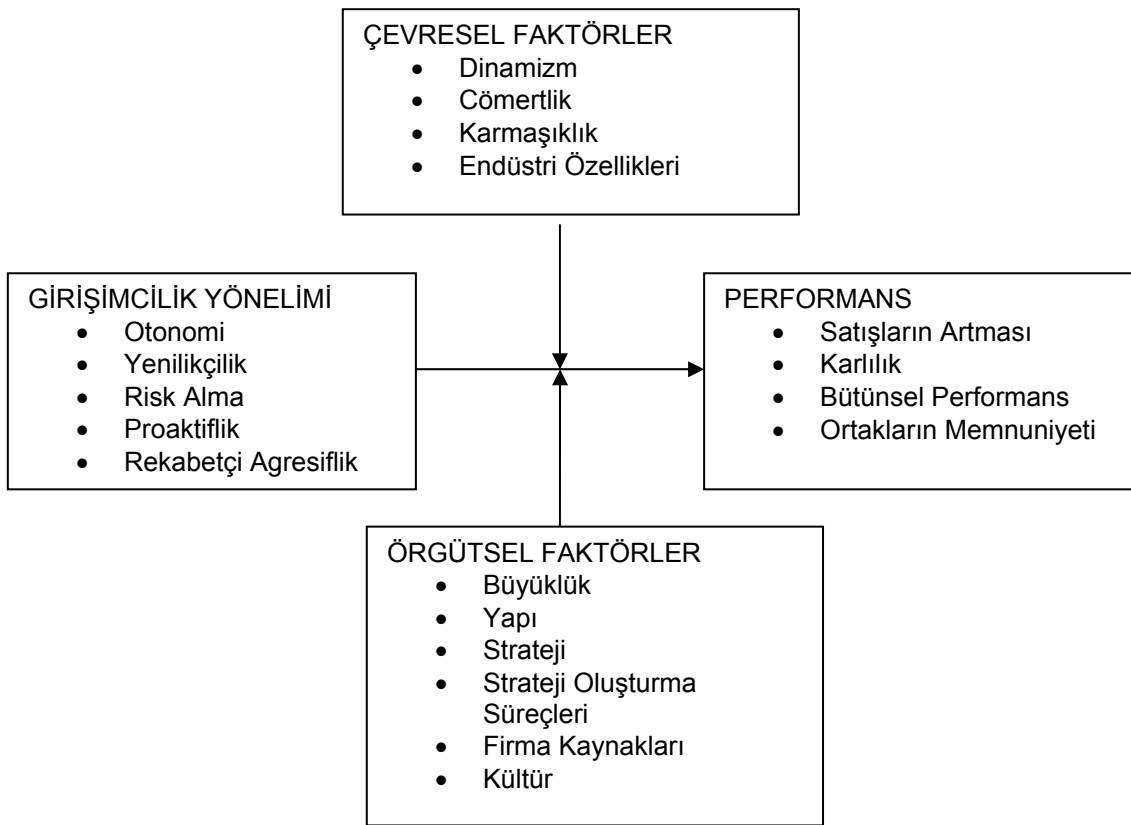 ÇEVRESEL FAKTÖRLER
• Dinamizm
• Cömertlik
• Karmaşıklık
• Endüstri Özellikleri
GİRİŞİMCİLİK YÖNELİMİ
• Otonomi
• Yenilikçilik
• Risk Alma
• Proaktiflik
• Rekabetçi Agresiflik
PERFORMANS
• Satışların Artması
• Karlılık
• Bütünsel Performans
• Ortakların Memnuniyeti
ÖRGÜTSEL FAKTÖRLER
• Büyüklük
• Yapı
• Strateji
• Strateji Oluşturma
Süreçleri
• Firma Kaynakları
• Kültür